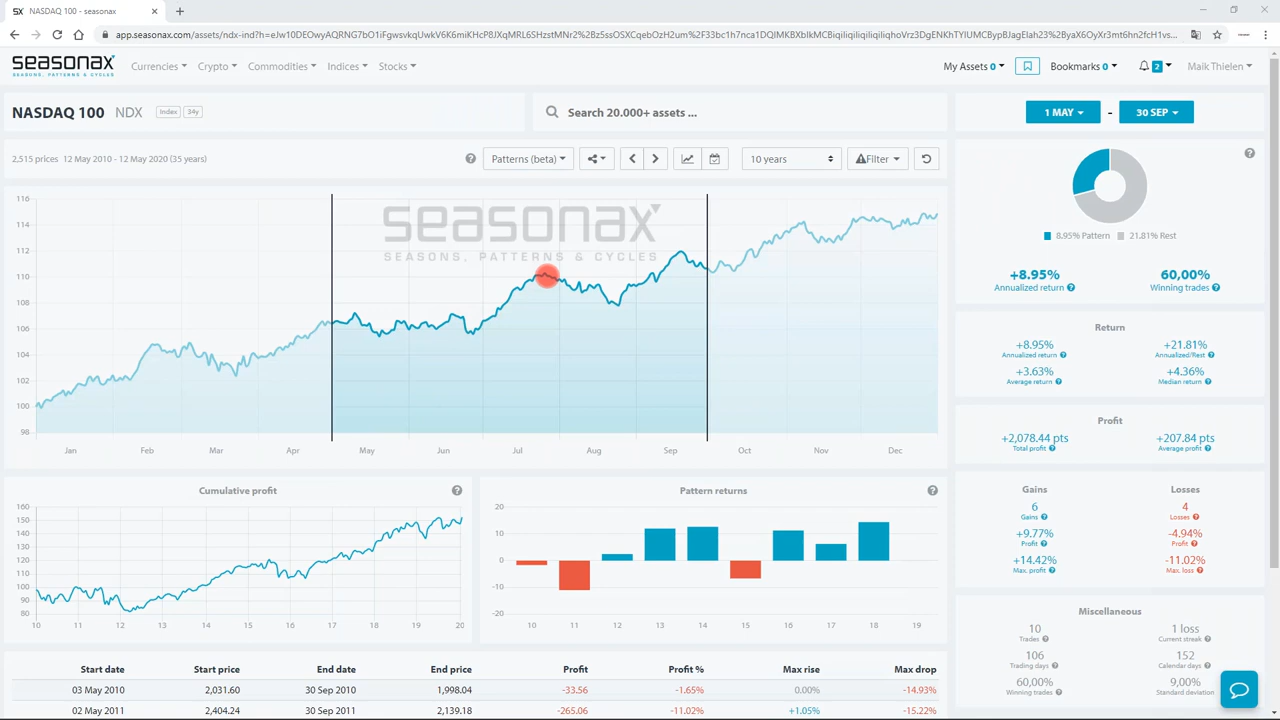 NASDAQ 100 - seasonax
app.seasonax.com/assets/ndx-ind?h=
seasonax
SEASONS, PATTERNS & CYCLES
Currencies Crypto Commodities Indices Stocks
My Assets 0 Bookmarks 0 2 Maik Thielen
NASDAQ 100 NDX Index 34y
Search 20.000+ assets ...
1 MAY - 30 SEP
2,515 prices 12 May 2010 - 12 May 2020 (35 years)
Patterns (beta) 10 years Filter
116
114
112
110
108
106
104
102
100
98
seasonax
SEASONS, PATTERNS & CYCLES
Jan Feb Mar Apr May Jun Jul Aug Sep Oct Nov Dec
8.95% Pattern 21.81% Rest
+8.95% 60,00%
Annualized return Winning trades
Return
+8.95% +21.81%
Annualized return Annualized/Rest
+3.63% +4.36%
Average return Median return
Profit
+2,078.44 pts +207.84 pts
Total profit Average profit
Gains Losses
6 4
Gains Losses
+9.77% -4.94%
Profit Profit
+14.42% -11.02%
Max. profit Max. loss
Miscellaneous
10 1 loss
Trades Current streak
106 152
Trading days Calendar days
60,00% 9,00%
Winning trades Standard deviation
Cumulative profit
160
150
140
130
120
110
100
90
80
10 11 12 13 14 15 16 17 18 19 20
Pattern returns
20
10
0
-10
-20
10 11 12 13 14 15 16 17 18 19
Start date Start price End date End price Profit Profit % Max rise Max drop
03 May 2010 2,031.60 30 Sep 2010 1,998.04 -33.56 -1.65% 0.00% -14.93%
02 May 2011 2,404.24 30 Sep 2011 2,139.18 -265.06 -11.02% +1.05% -15.22%